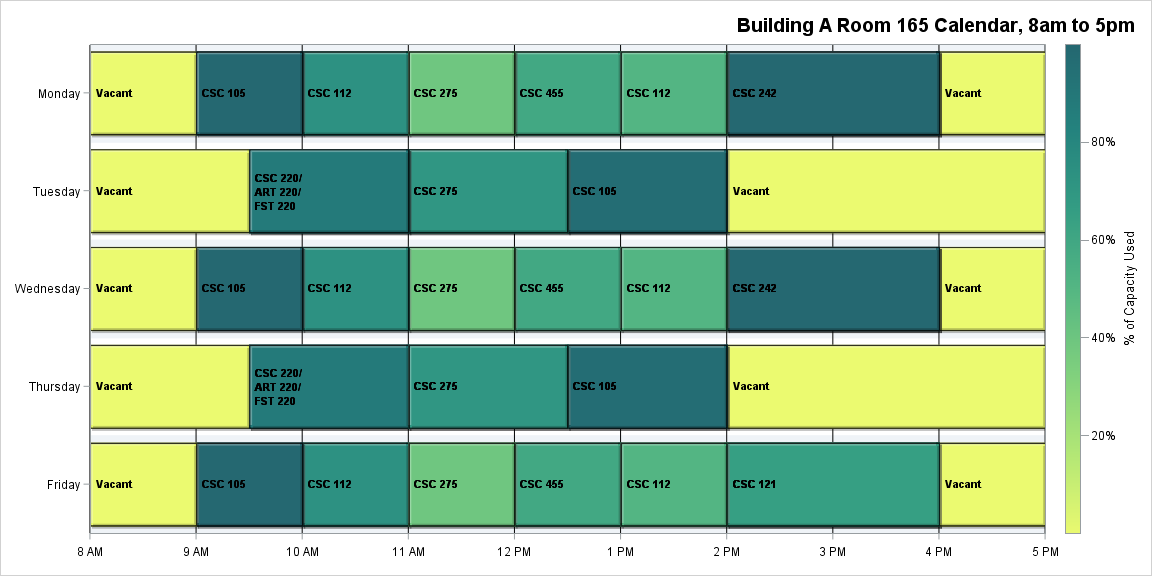 Building A Room 165 Calendar, 8am to 5pm
Monday
Vacant
CSC 105
CSC 112
CSC 275
CSC 455
CSC 112
CSC 242
Vacant
Tuesday
Vacant
CSC 220/
ART 220/
FST 220
CSC 275
CSC 105
Vacant
Wednesday
Vacant
CSC 105
CSC 112
CSC 275
CSC 455
CSC 112
CSC 242
Vacant
Thursday
Vacant
CSC 220/
ART 220/
FST 220
CSC 275
CSC 105
Vacant
Friday
Vacant
CSC 105
CSC 112
CSC 275
CSC 455
CSC 112
CSC 121
Vacant
8 AM
9 AM
10 AM
11 AM
12 PM
1 PM
2 PM
3 PM
4 PM
5 PM
80%
60%
40%
20%
% of Capacity Used